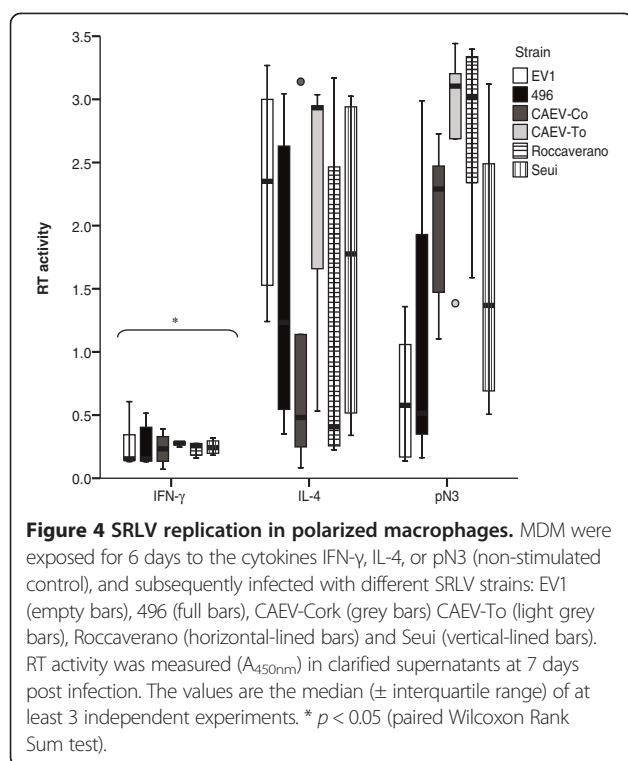 3.5
3.0
2.5
2.0
1.5
1.0
0.5
0.0
RT activity
*
IFN-γ
IL-4
pN3
Strain
EV1
496
CAEV-Co
CAEV-To
Roccaverano
Seui
Figure 4 SRLV replication in polarized macrophages. MDM were
exposed for 6 days to the cytokines IFN-γ, IL-4, or pN3 (non-stimulated
control), and subsequently infected with different SRLV strains: EV1
(empty bars), 496 (full bars), CAEV-Cork (grey bars) CAEV-To (light grey
bars), Roccaverano (horizontal-lined bars) and Seui (vertical-lined bars).
RT activity was measured (A450nm) in clarified supernatants at 7 days
post infection. The values are the median (± interquartile range) of at
least 3 independent experiments. * p < 0.05 (paired Wilcoxon Rank
Sum test).